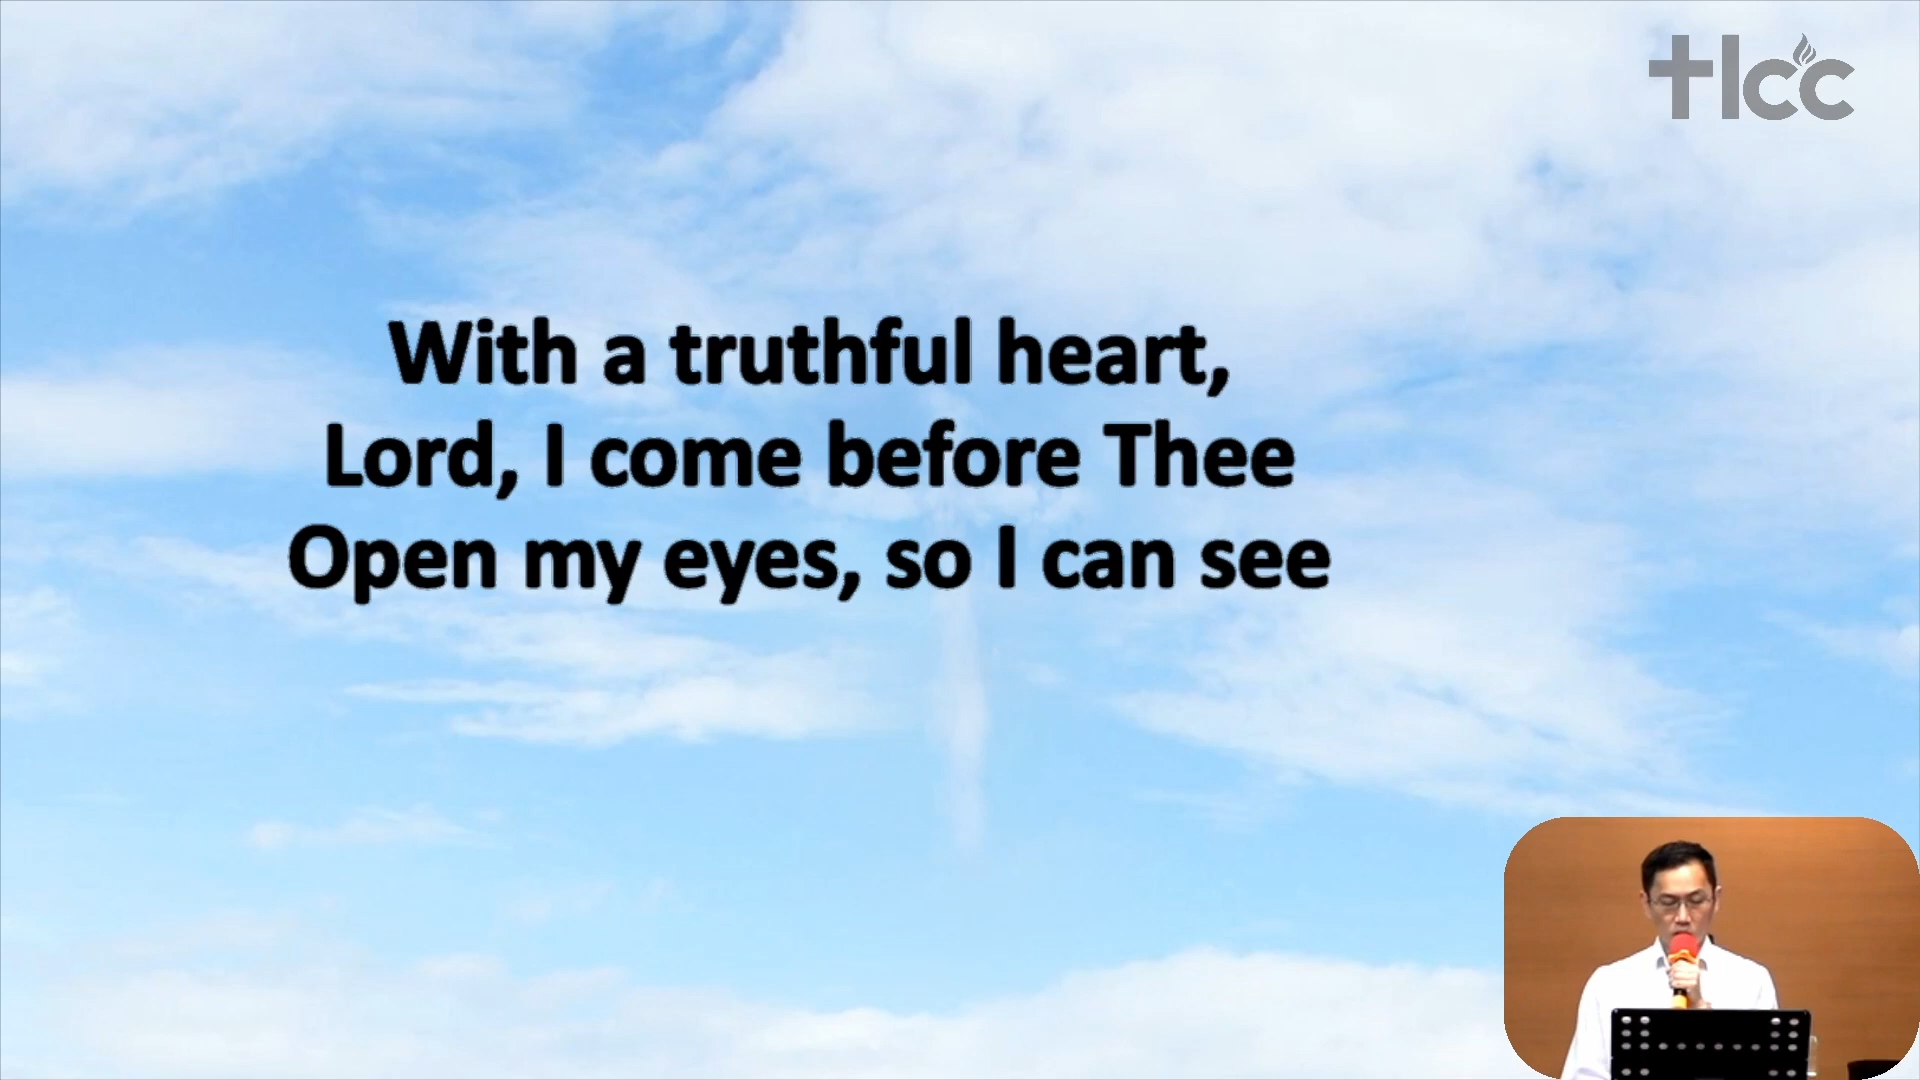 tlcc
With a truthful heart,
Lord, I come before Thee
Open my eyes, so I can see